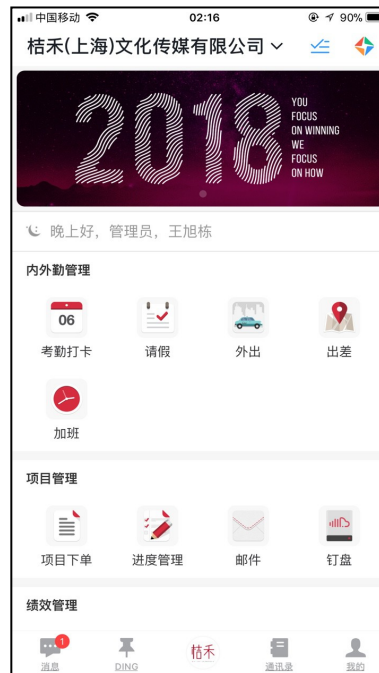 中国移动 02:16 90%
桔禾(上海)文化传媒有限公司
2018
YOU
FOCUS
ON WINNING
WE
FOCUS
ON HOW
晚上好，管理员，王旭栋
内外勤管理
06
考勤打卡 请假 外出 出差
加班
项目管理
项目下单 进度管理 邮件 钉盘
绩效管理
1
桔禾
消息 DING 通讯录 我的